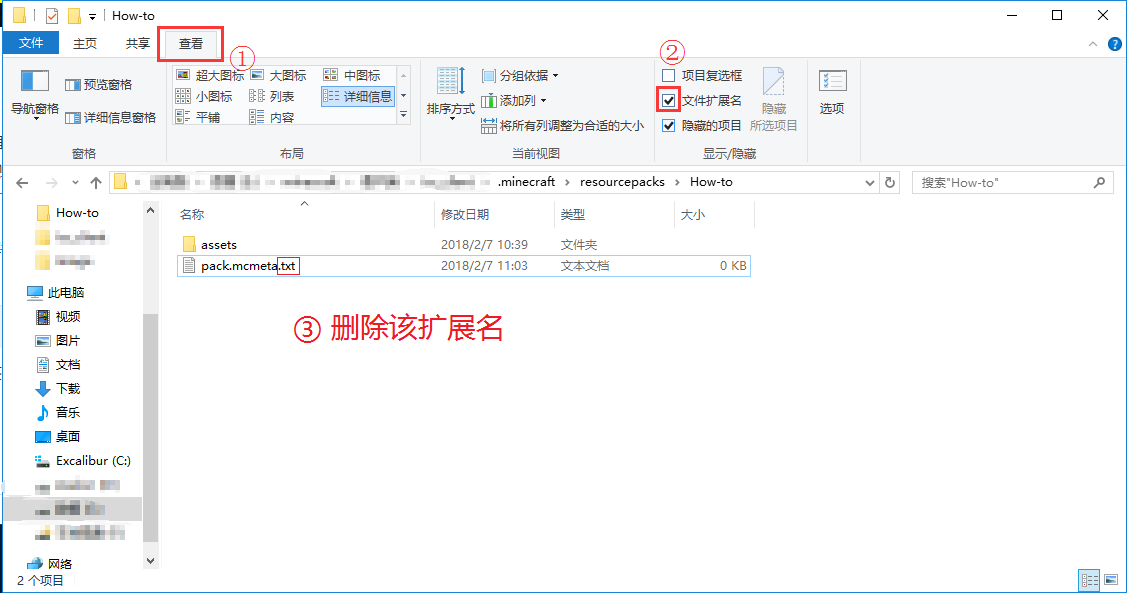 How-to
文件 主页 共享 查看 ①
导航窗格 预览窗格 详细信息窗格
窗格
超大图标 大图标 中图标
小图标 列表 详细信息
平铺 内容
布局
排序方式 分组依据
添加列
将所有列调整为合适的大小
当前视图
②
项目复选框
文件扩展名
隐藏的项目
隐藏
所选项目
显示/隐藏
选项
.minecraft › resourcepacks › How-to
搜索"How-to"
How-to
此电脑
视频
图片
文档
下载
音乐
桌面
Excalibur (C:)
网络
名称 修改日期 类型 大小
assets 2018/2/7 10:39 文件夹
pack.mcmeta.txt 2018/2/7 11:03 文本文档 0 KB
③ 删除该扩展名
2 个项目